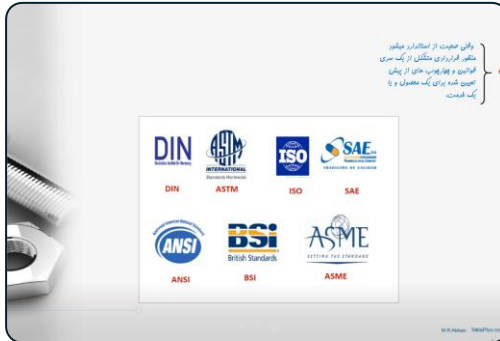 وقتی صحبت از استاندارد میشود
منظور قراردادی متشکل از یک سری
قوانین و چهارچوب های از پیش
تعیین شده برای یک محصول و یا
یک خدمت.
DIN
ASTM
INTERNATIONAL
Standards Worldwide
ISO
SAE
DIN
ASTM
ISO
SAE
ANSI
BSi
British Standards
ASME
SETTING THE STANDARD
ANSI
BSI
ASME